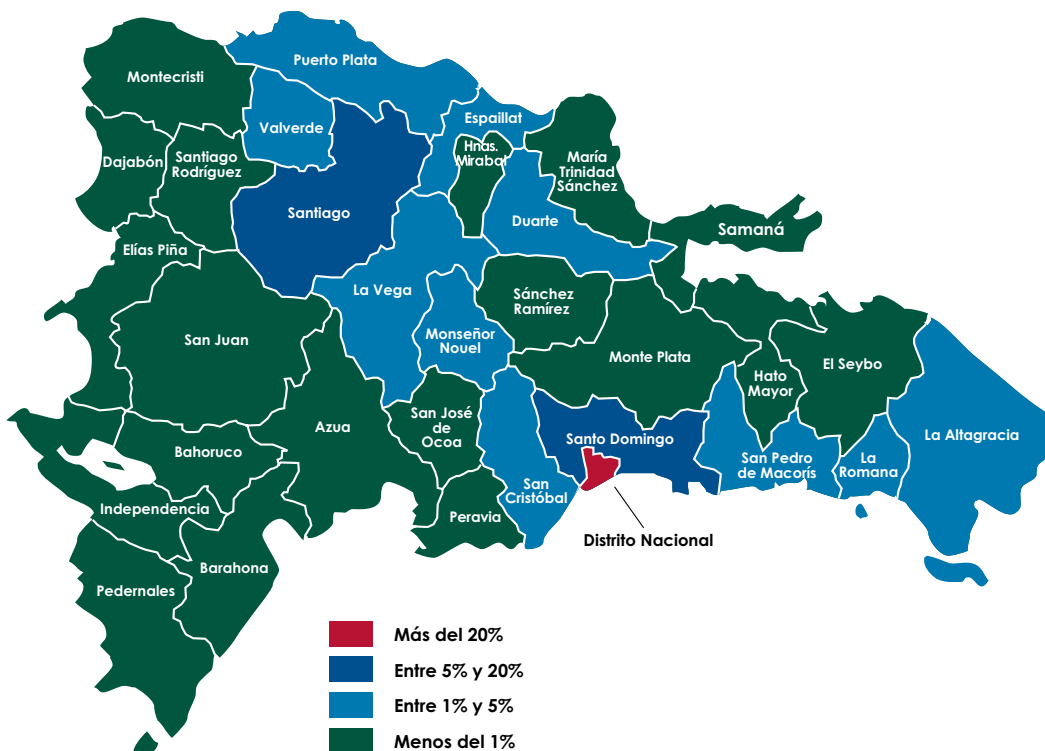 Puerto Plata
Montecristi
Espaillat
Valverde
Hnas.
Mirabal
Dajabón
Santiago
Rodríguez
María
Trinidad
Sánchez
Santiago
Duarte
Samaná
Elías Piña
La Vega
Sánchez
Ramírez
San Juan
Monseñor
Nouel
Monte Plata
El Seybo
Hato
Mayor
San José
de
Ocoa
Azua
Santo Domingo
La Altagracia
Bahoruco
San Pedro
de Macorís
La
Romana
San
Cristóbal
Independencia
Peravia
Distrito Nacional
Barahona
Pedernales
Más del 20%
Entre 5% y 20%
Entre 1% y 5%
Menos del 1%